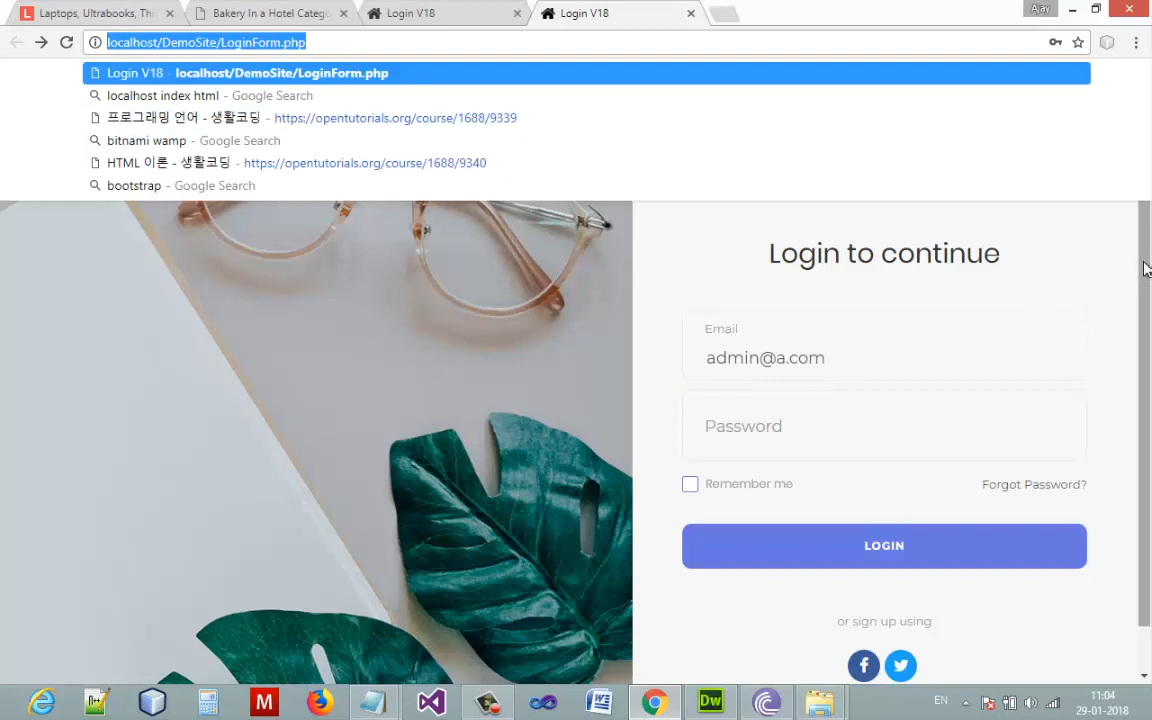 Laptops, Ultrabooks, Thi
Bakery In a Hotel Catego
Login V18
Login V18
Ajay
localhost/DemoSite/LoginForm.php
Login V18 - localhost/DemoSite/LoginForm.php
localhost index html - Google Search
프로그래밍 언어 - 생활코딩 - https://opentutorials.org/course/1688/9339
bitnami wamp - Google Search
HTML 이론 - 생활코딩 - https://opentutorials.org/course/1688/9340
bootstrap - Google Search
Login to continue
Email
admin@a.com
Password
Remember me
Forgot Password?
LOGIN
or sign up using
EN
11:04
29-01-2018